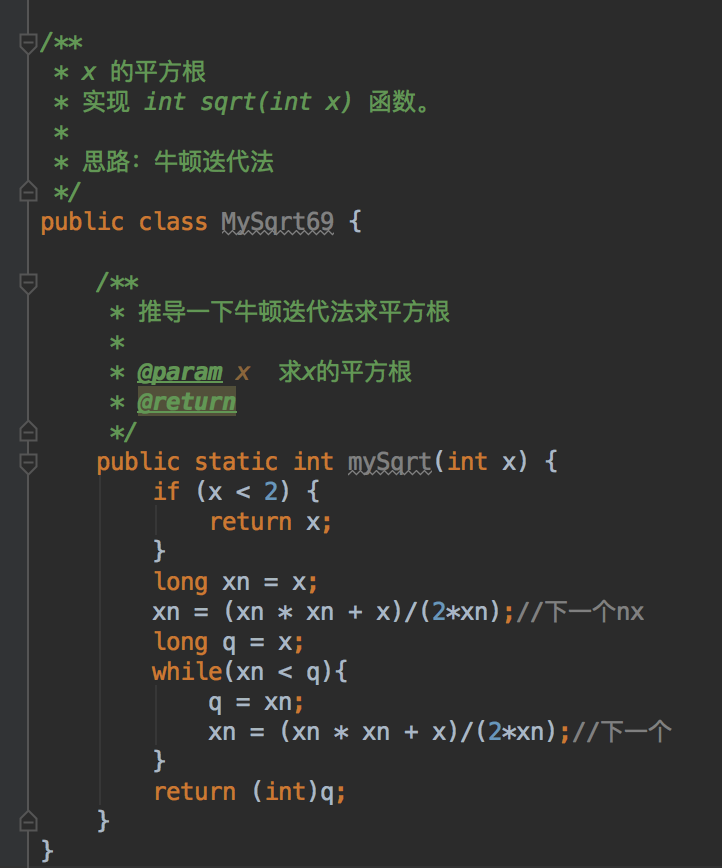 /**
 * x 的平方根
 * 实现 int sqrt(int x) 函数。
 *
 * 思路：牛顿迭代法
 */
public class MySqrt69 {
    /**
     * 推导一下牛顿迭代法求平方根
     *
     * @param x  求x的平方根
     * @return
     */
    public static int mySqrt(int x) {
        if (x < 2) {
            return x;
        }
        long xn = x;
        xn = (xn * xn + x)/(2*xn);//下一个nx
        long q = x;
        while(xn < q){
            q = xn;
            xn = (xn * xn + x)/(2*xn);//下一个
        }
        return (int)q;
    }
}